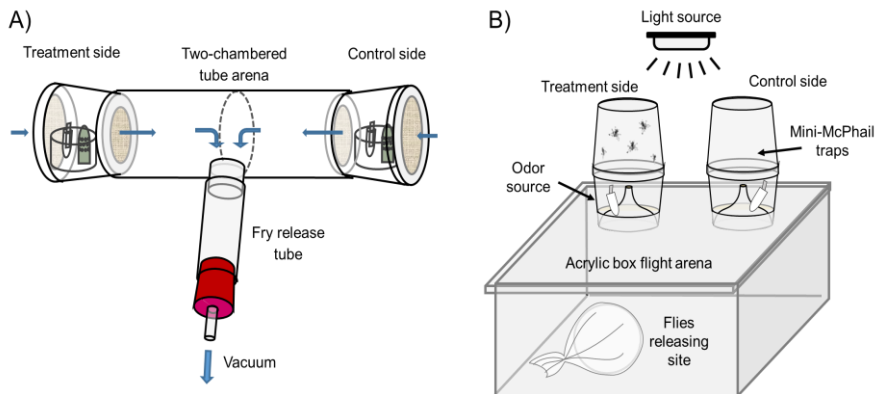 A)
Treatment side
Two-chambered
tube arena
Control side
Fry release
tube
Vacuum
B)
Light source
Treatment side
Control side
Mini-McPhail
traps
Odor
source
Acrylic box flight arena
Flies
releasing
site